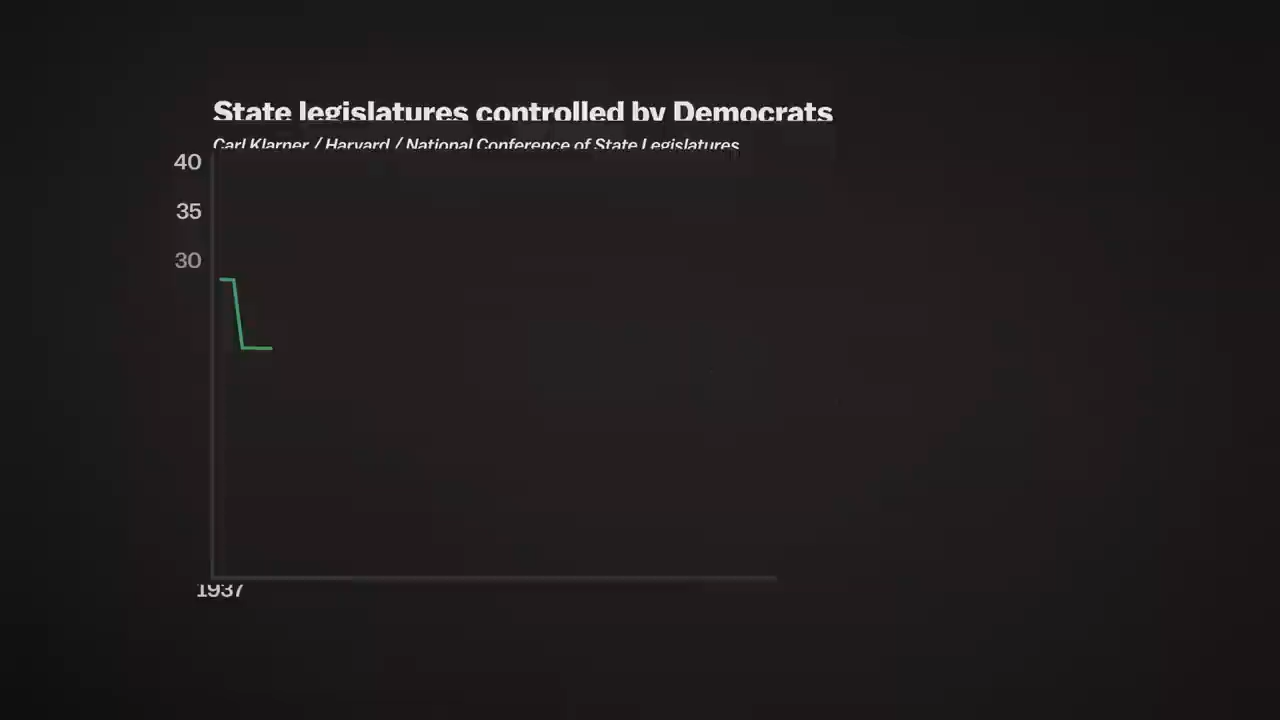 State legislatures controlled by Democrats
Carl Klarner / Harvard / National Conference of State Legislatures
40
35
30
1937